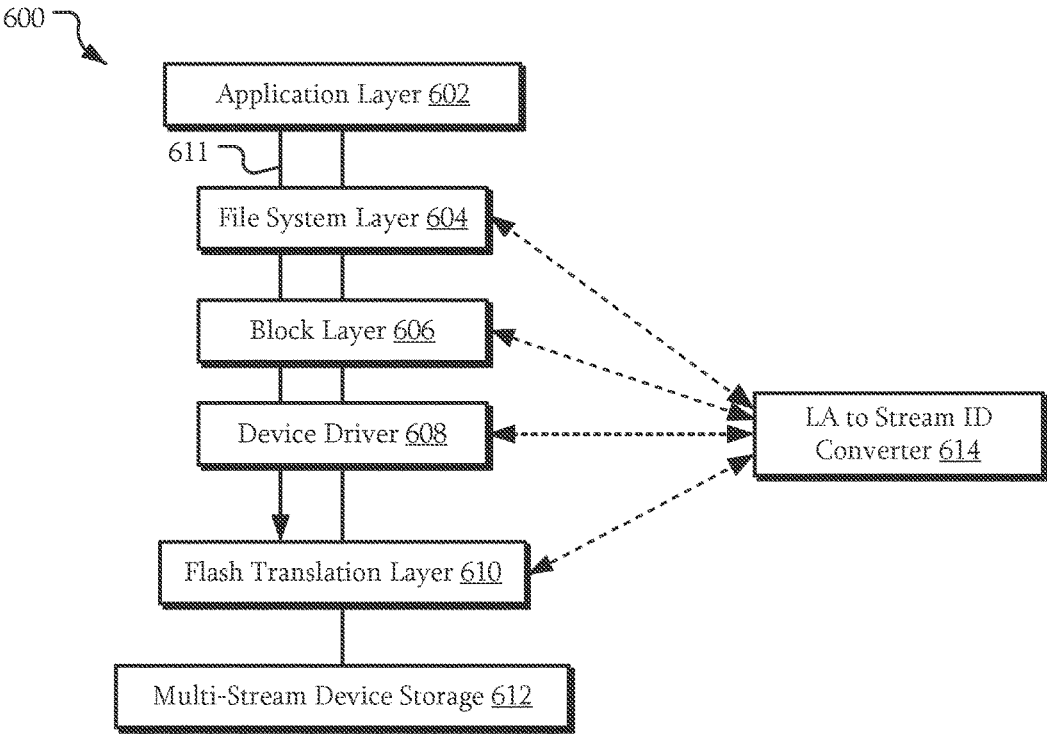 600
Application Layer 602
611
File System Layer 604
Block Layer 606
Device Driver 608
LA to Stream ID
Converter 614
Flash Translation Layer 610
Multi-Stream Device Storage 612